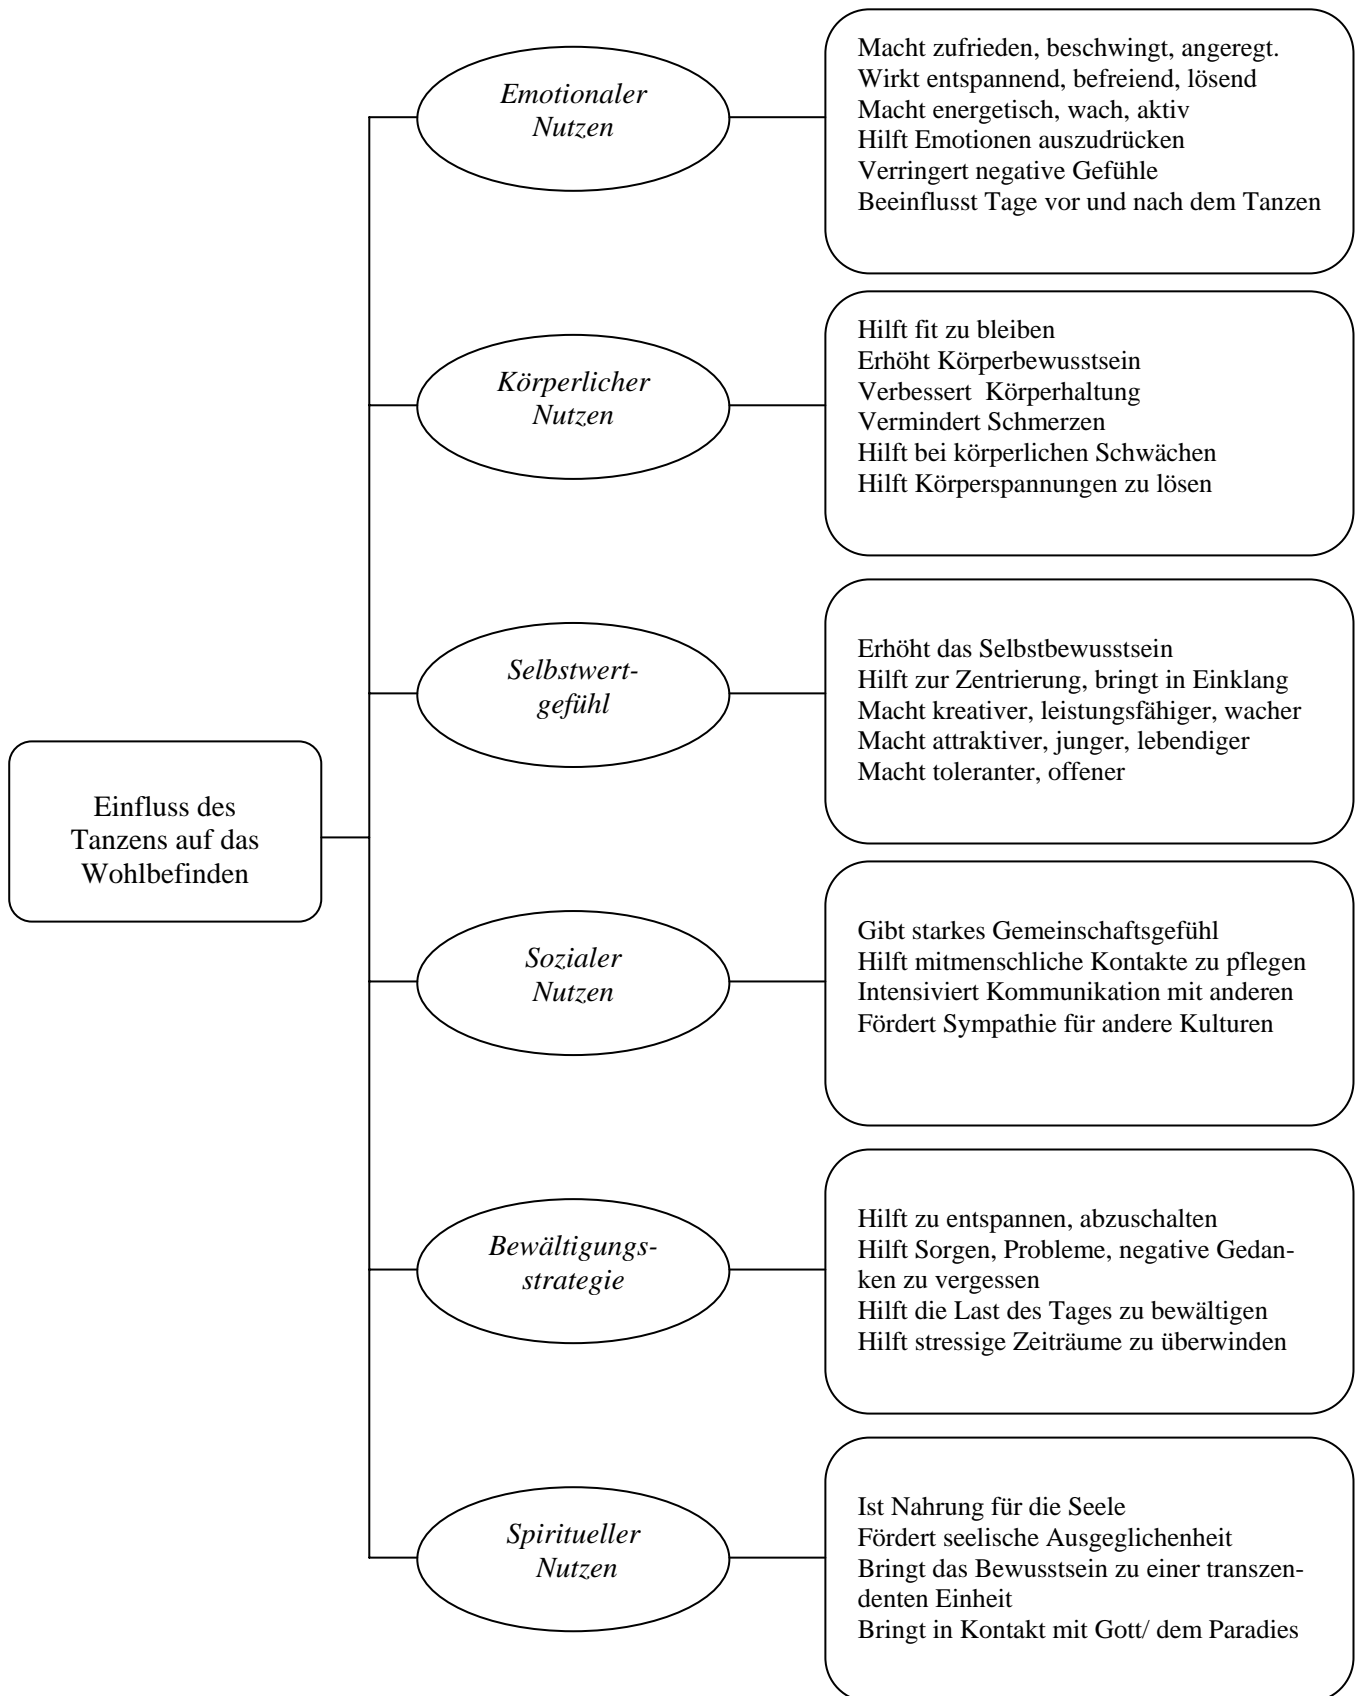 Emotionaler
Nutzen
Macht zufrieden, beschwingt, angeregt.
Wirkt entspannend, befreiend, lösend
Macht energetisch, wach, aktiv
Hilft Emotionen auszudrücken
Verringert negative Gefühle
Beeinflusst Tage vor und nach dem Tanzen
Körperlicher
Nutzen
Hilft fit zu bleiben
Erhöht Körperbewusstsein
Verbessert  Körperhaltung
Vermindert Schmerzen
Hilft bei körperlichen Schwächen
Hilft Körperspannungen zu lösen
Selbstwert-
gefühl
Erhöht das Selbstbewusstsein
Hilft zur Zentrierung, bringt in Einklang
Macht kreativer, leistungsfähiger, wacher
Macht attraktiver, junger, lebendiger
Macht toleranter, offener
Einfluss des
Tanzens auf das
Wohlbefinden
Sozialer
Nutzen
Gibt starkes Gemeinschaftsgefühl
Hilft mitmenschliche Kontakte zu pflegen
Intensiviert Kommunikation mit anderen
Fördert Sympathie für andere Kulturen
Bewältigungs-
strategie
Hilft zu entspannen, abzuschalten
Hilft Sorgen, Probleme, negative Gedan-
ken zu vergessen
Hilft die Last des Tages zu bewältigen
Hilft stressige Zeiträume zu überwinden
Spiritueller
Nutzen
Ist Nahrung für die Seele
Fördert seelische Ausgeglichenheit
Bringt das Bewusstsein zu einer transzen-
denten Einheit
Bringt in Kontakt mit Gott/ dem Paradies